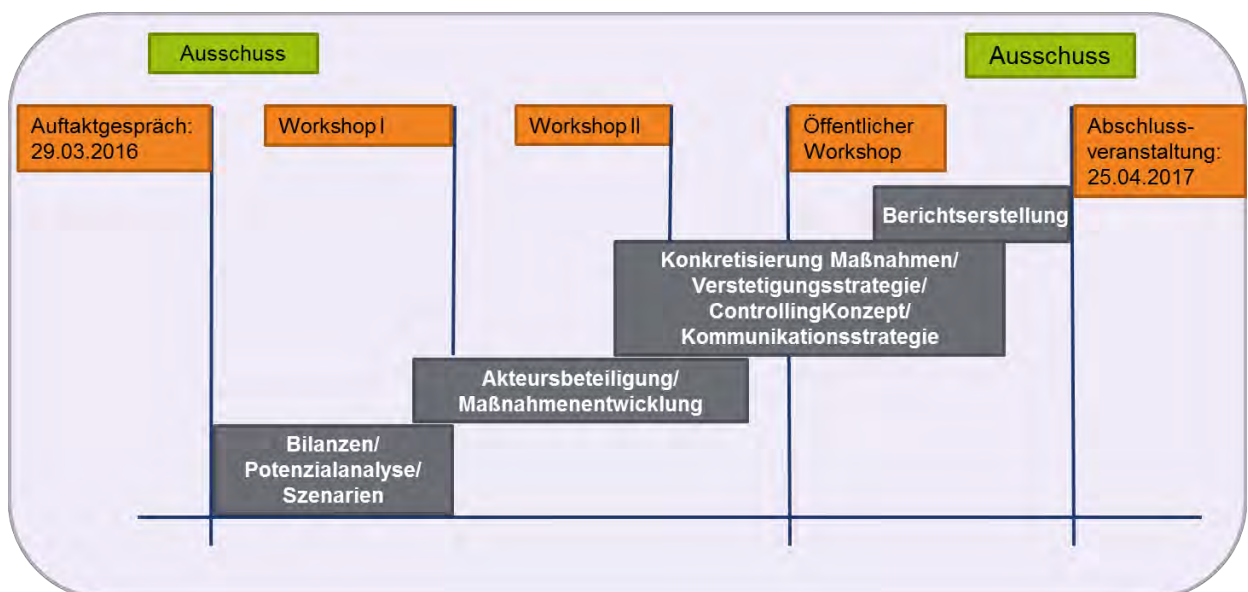 Ausschuss
Ausschuss
Auftaktgespräch:
29.03.2016
Workshop I
Workshop II
Öffentlicher
Workshop
Abschluss-
veranstaltung:
25.04.2017
Berichtserstellung
Konkretisierung Maßnahmen/
Verstetigungsstrategie/
ControllingKonzept/
Kommunikationsstrategie
Akteursbeteiligung/
Maßnahmenentwicklung
Bilanzen/
Potenzialanalyse/
Szenarien